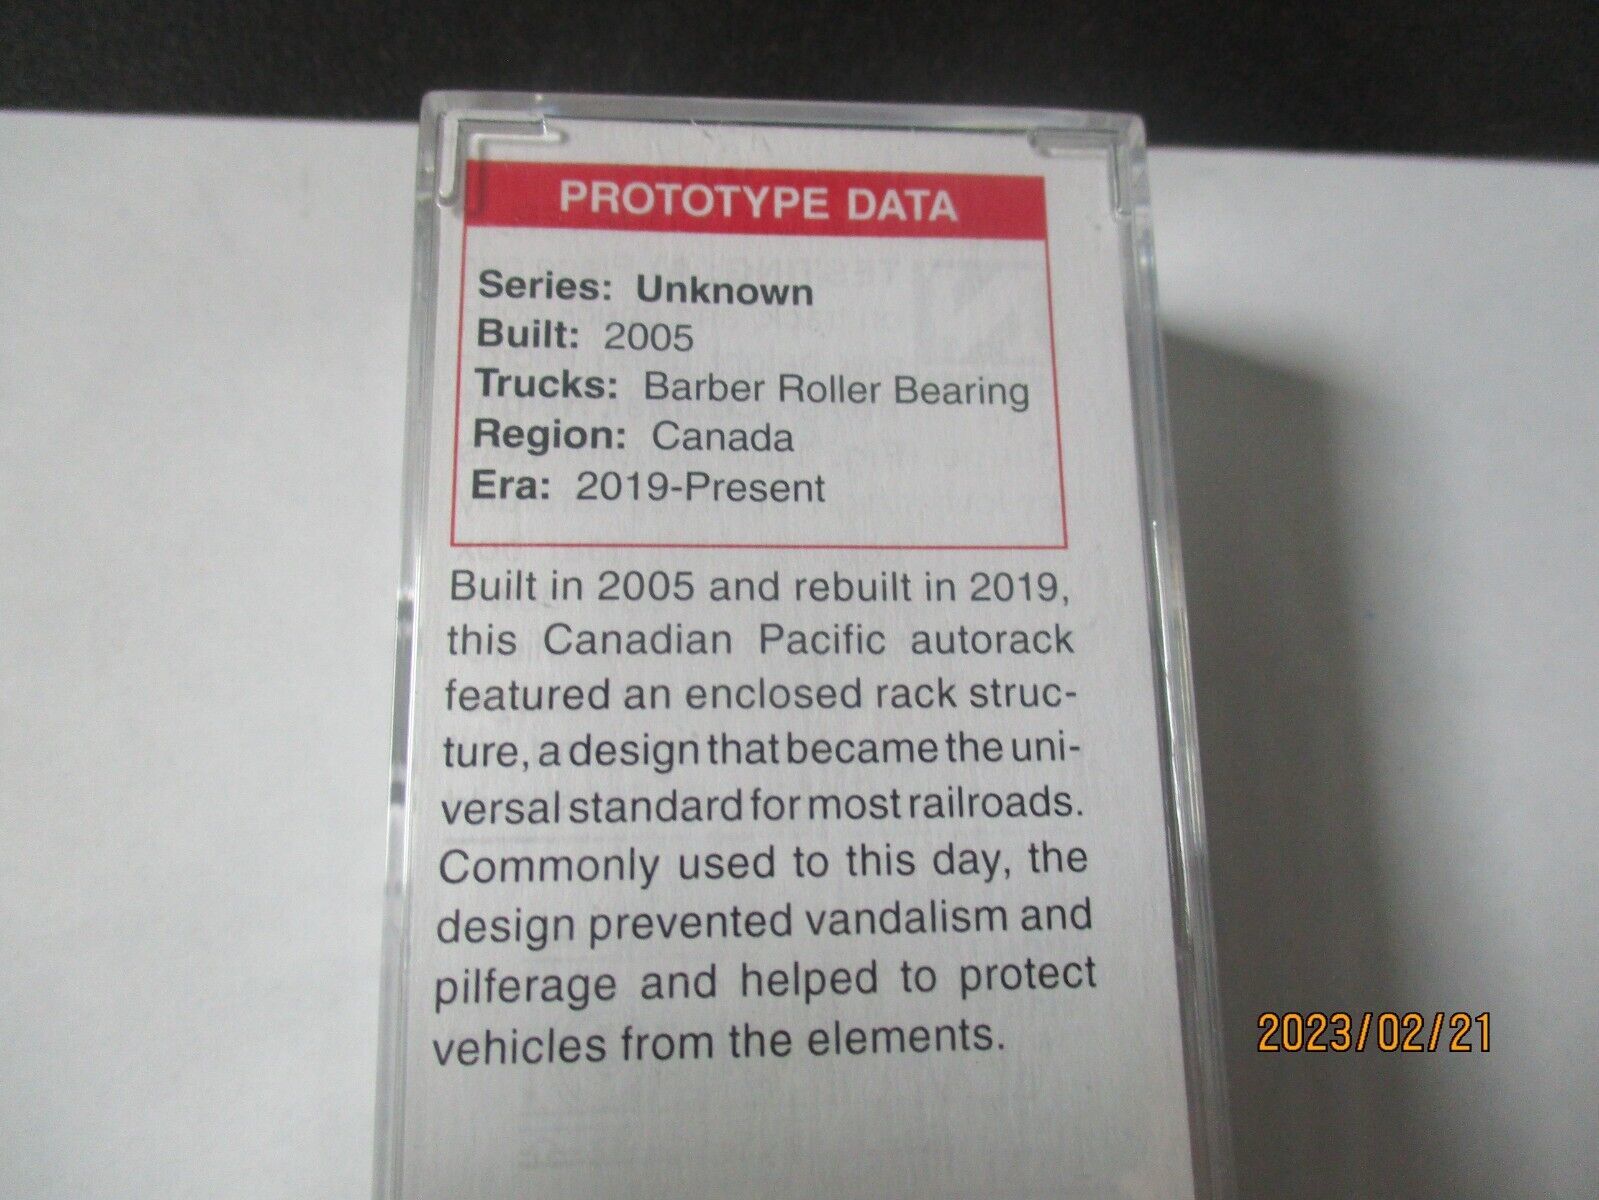 PROTOTYPE DATA
Series: Unknown
Built: 2005
Trucks: Barber Roller Bearing
Region: Canada
Era: 2019-Present
Built in 2005 and rebuilt in 2019,
this Canadian Pacific autorack
featured an enclosed rack struc-
ture, a design that became the uni-
versal standard for most railroads.
Commonly used to this day, the
design prevented vandalism and
pilferage and helped to protect
vehicles from the elements.
2023/02/21